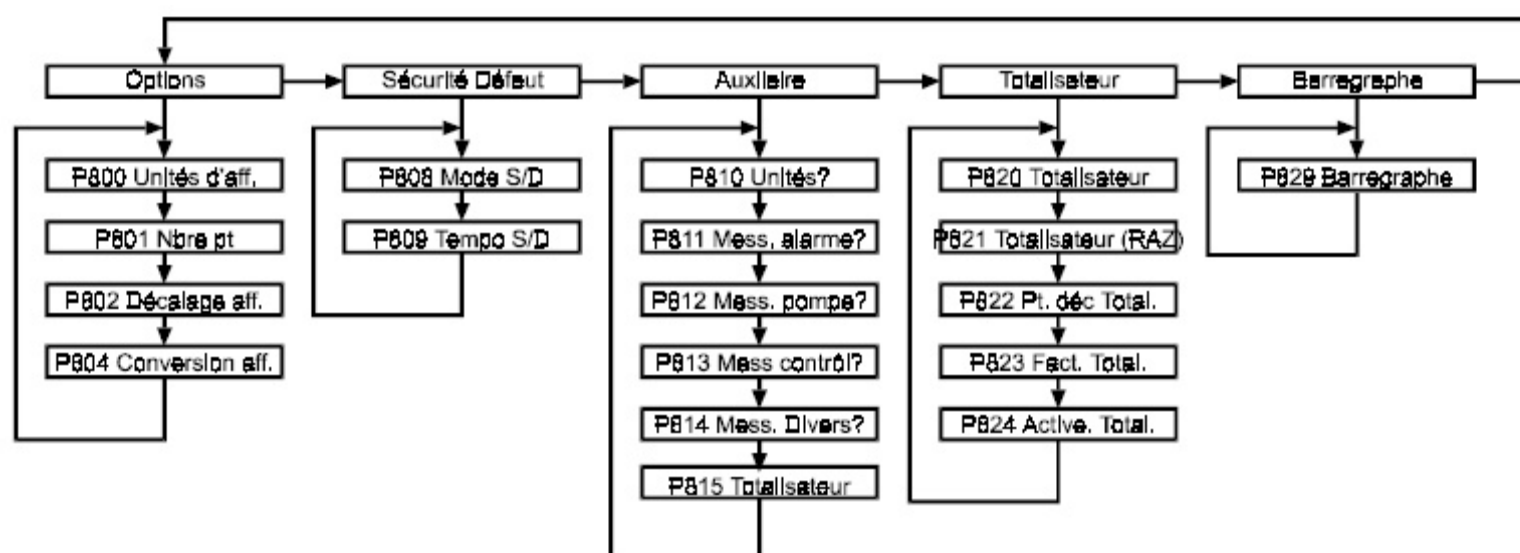 Options
Sécurité Défaut
Auxiliaire
Totalisateur
Barregraphe
P800 Unités d'aff.
P801 Nbre pt
P802 Décalage aff.
P804 Conversion aff.
P808 Mode S/D
P809 Tempo S/D
P810 Unités?
P811 Mess. alarme?
P812 Mess. pompe?
P813 Mess contrôl?
P814 Mess. Divers?
P815 Totalisateur
P820 Totalisateur
P821 Totalisateur (RAZ)
P822 Pt. déc Total.
P823 Fact. Total.
P824 Active. Total.
P829 Barregraphe